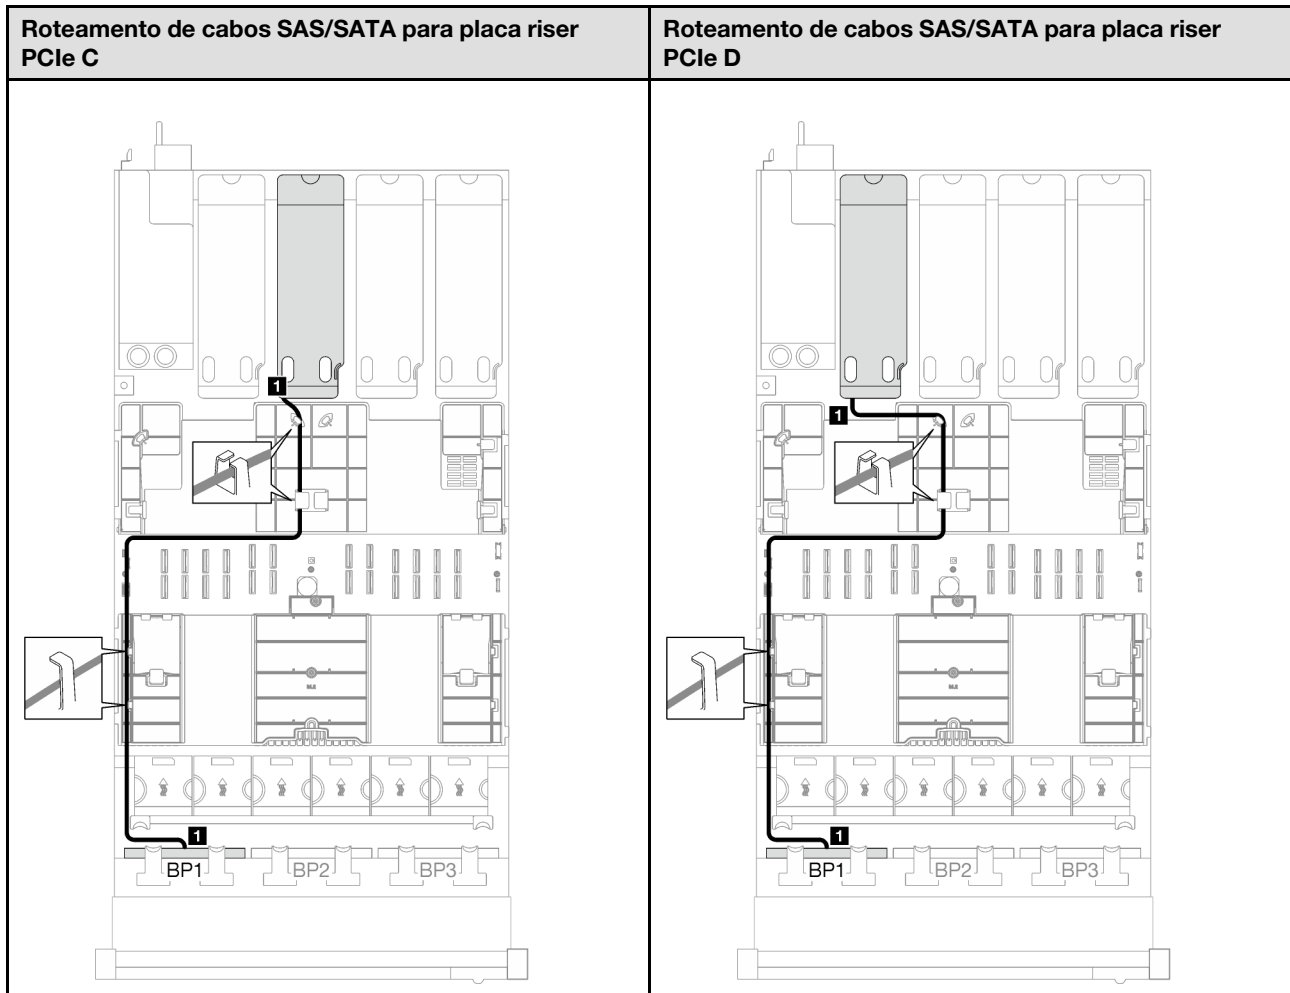 Roteamento de cabos SAS/SATA para placa riser
PCIe C
Roteamento de cabos SAS/SATA para placa riser
PCIe D
1
1
1
1
BP1
BP2
BP3
BP1
BP2
BP3